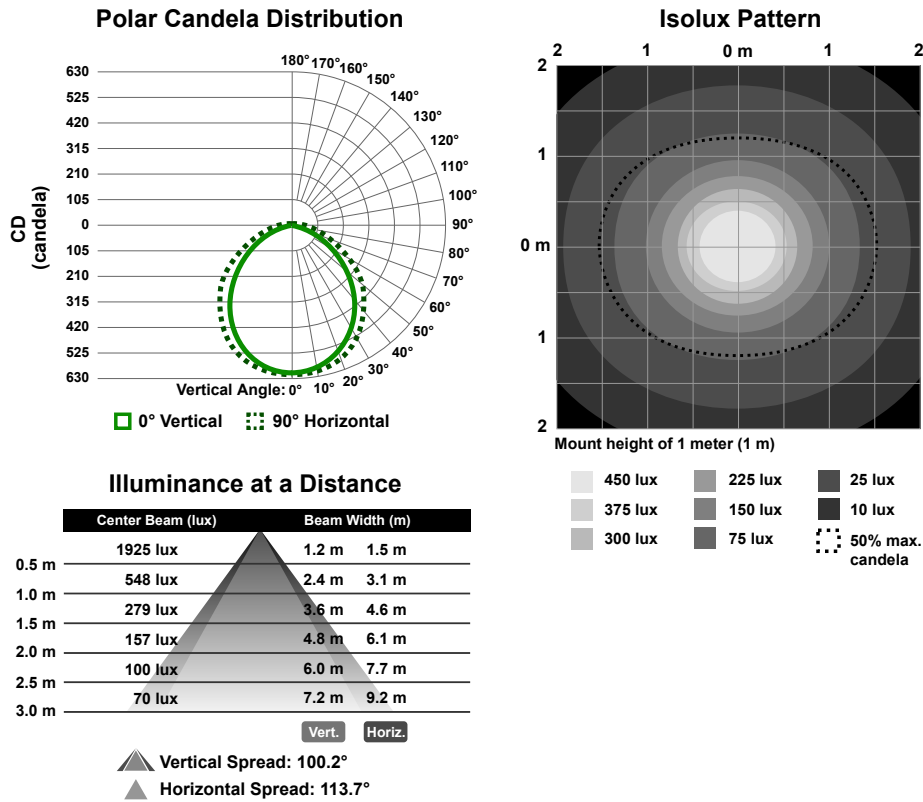 Polar Candela Distribution
630
525
420
315
210
105
0
105
210
315
420
525
630
CD
(candela)
180°
170°
160°
150°
140°
130°
120°
110°
100°
90°
80°
70°
60°
50°
40°
30°
20°
10°
Vertical Angle: 0°
0° Vertical
90° Horizontal
Isolux Pattern
2 1 0 m 1 2
2
1
0 m
1
2
Mount height of 1 meter (1 m)
450 lux
375 lux
300 lux
225 lux
150 lux
75 lux
25 lux
10 lux
50% max.
candela
Illuminance at a Distance
Center Beam (lux) Beam Width (m)
1925 lux 1.2 m 1.5 m
0.5 m
548 lux 2.4 m 3.1 m
1.0 m
279 lux 3.6 m 4.6 m
1.5 m
157 lux 4.8 m 6.1 m
2.0 m
100 lux 6.0 m 7.7 m
2.5 m
70 lux 7.2 m 9.2 m
3.0 m
Vert. Horiz.
Vertical Spread: 100.2°
Horizontal Spread: 113.7°